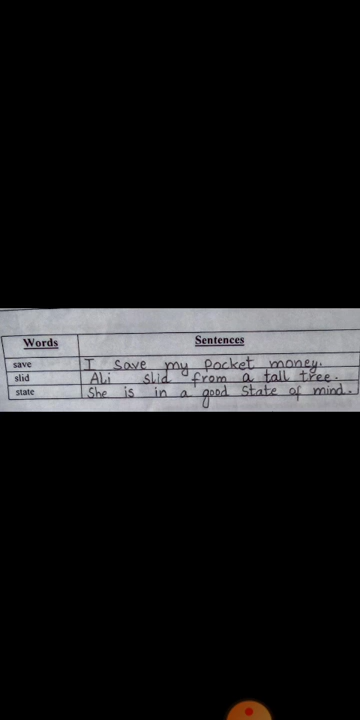 Words Sentences
save I save my pocket money.
slid Ali slid from a tall tree.
state She is in a good state of mind.